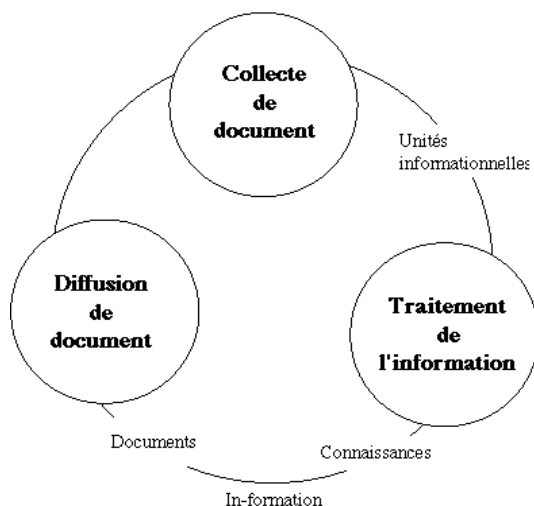 Collecte
de
document
Unités
informationnelles
Diffusion
de
document
Traitement
de
l'information
Documents
Connaissances
In-formation